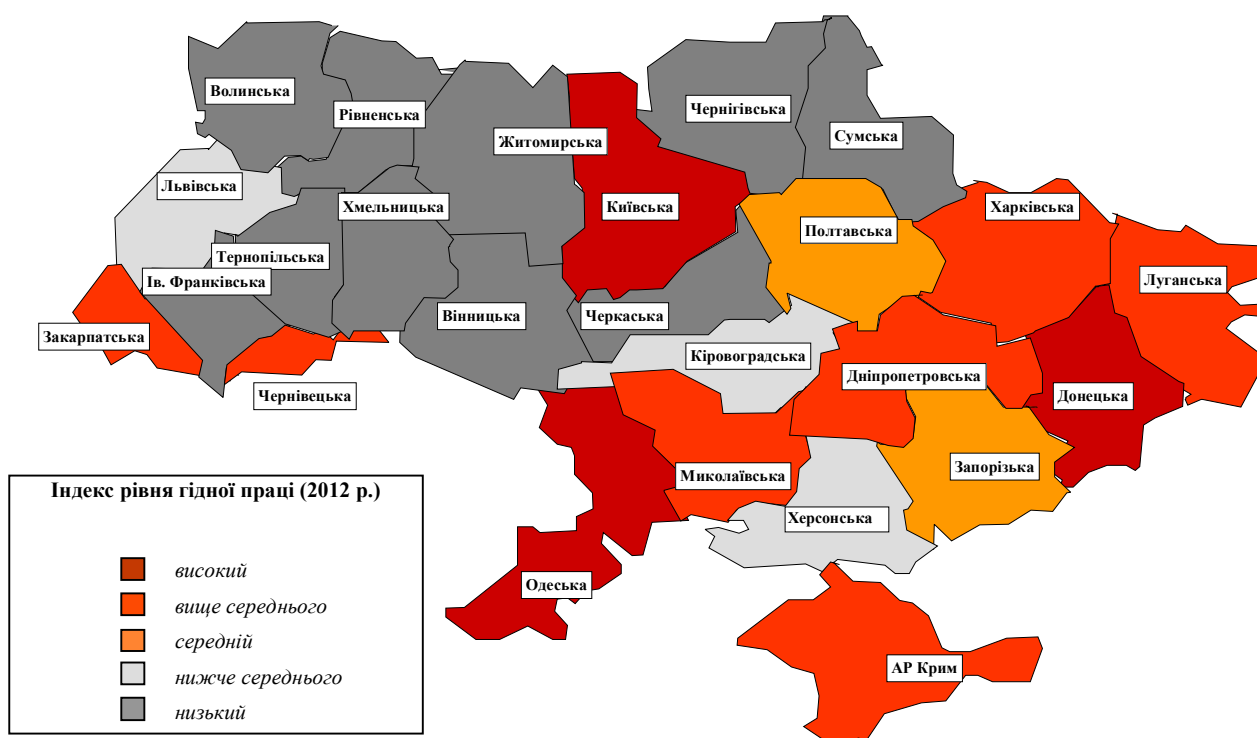 Волинська
Рівненська
Житомирська
Чернігівська
Сумська
Львівська
Хмельницька
Київська
Харківська
Полтавська
Тернопільська
Ів. Франківська
Луганська
Закарпатська
Вінницька
Черкаська
Кіровоградська
Дніпропетровська
Чернівецька
Донецька
Миколаївська
Запорізька
Херсонська
Одеська
АР Крим
Індекс рівня гідної праці (2012 р.)
високий
вище середнього
середній
нижче середнього
низький